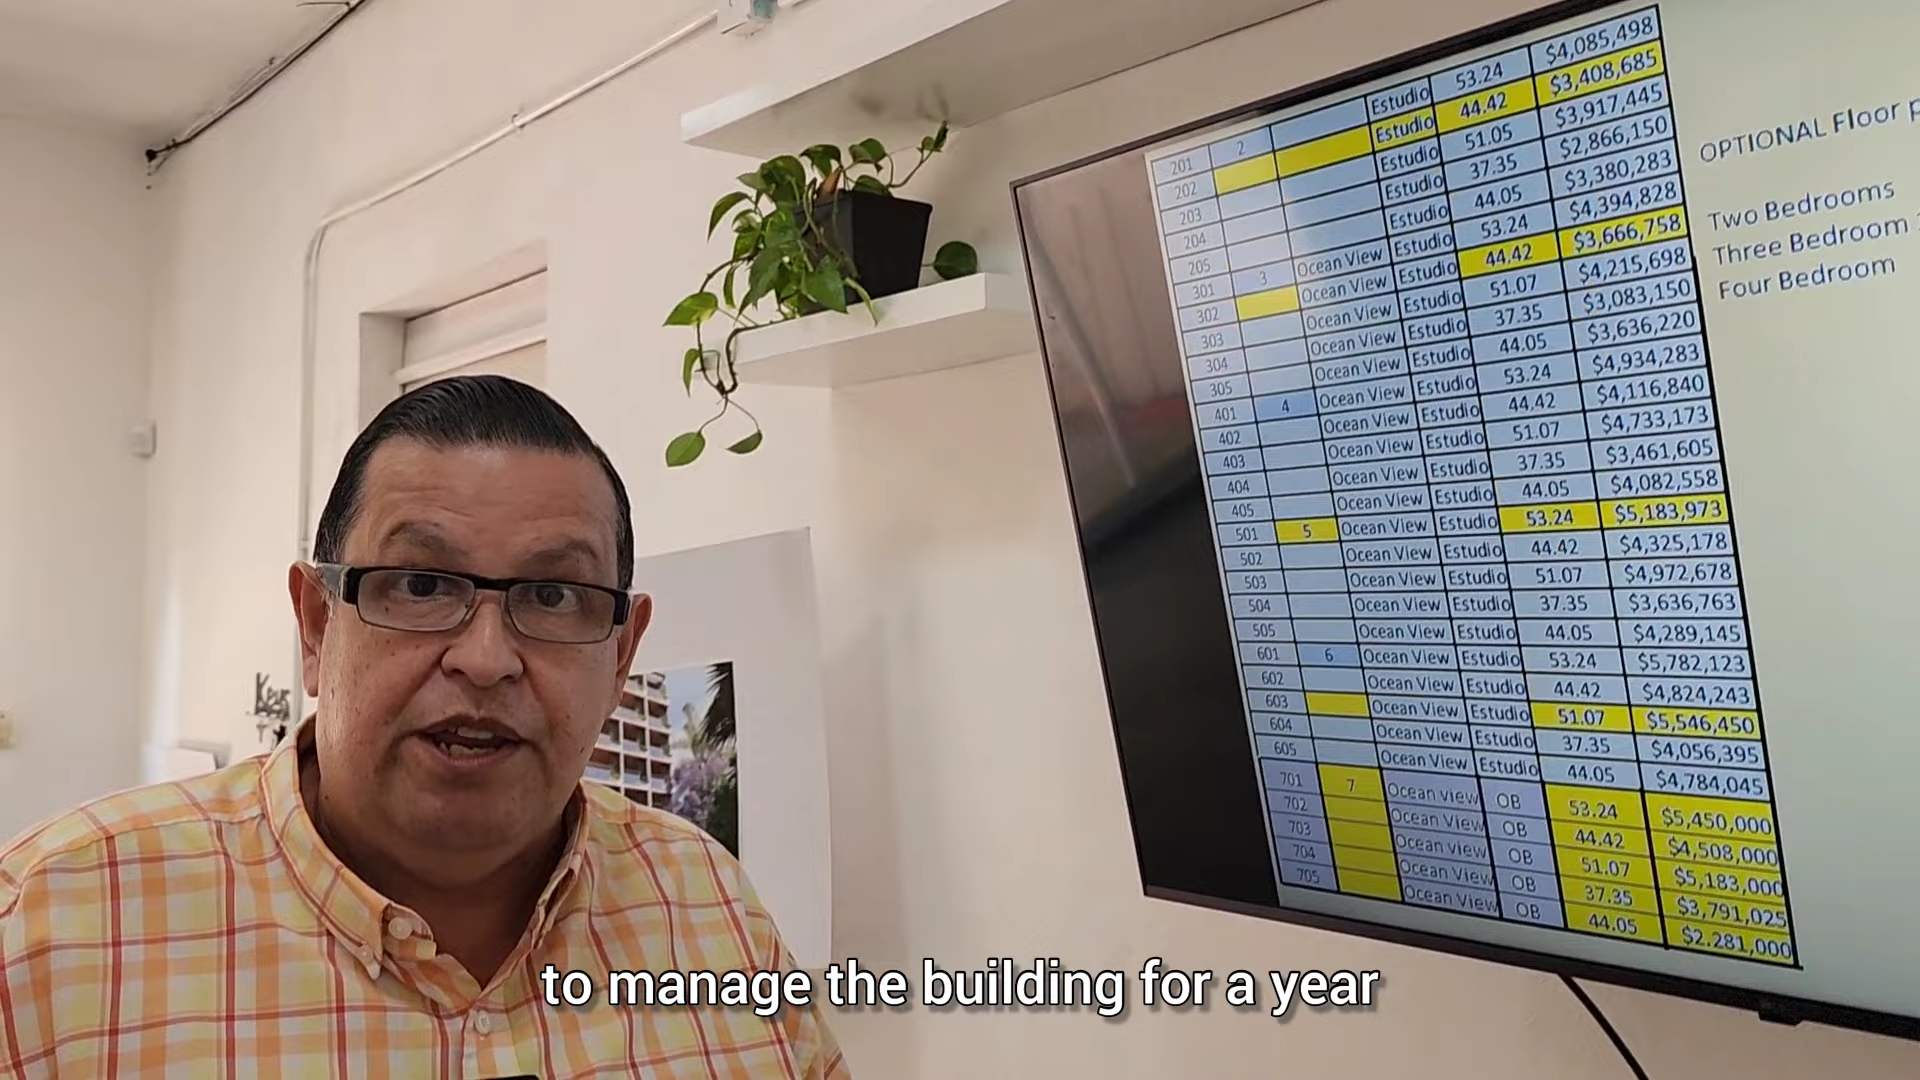 201 2 Estudio 53.24 $4,085,498
202 Estudio 44.42 $3,408,685
203 Estudio 51.05 $3,917,445
204 Estudio 37.35 $2,866,150
205 Estudio 44.05 $3,380,283
301 3 Ocean View Estudio 53.24 $4,394,828
302 Ocean View Estudio 44.42 $3,666,758
303 Ocean View Estudio 51.07 $4,215,698
304 Ocean View Estudio 37.35 $3,083,150
305 Ocean View Estudio 44.05 $3,636,220
401 4 Ocean View Estudio 53.24 $4,934,283
402 Ocean View Estudio 44.42 $4,116,840
403 Ocean View Estudio 51.07 $4,733,173
404 Ocean View Estudio 37.35 $3,461,605
405 Ocean View Estudio 44.05 $4,082,558
501 5 Ocean View Estudio 53.24 $5,183,973
502 Ocean View Estudio 44.42 $4,325,178
503 Ocean View Estudio 51.07 $4,972,678
504 Ocean View Estudio 37.35 $3,636,763
505 Ocean View Estudio 44.05 $4,289,145
601 6 Ocean View Estudio 53.24 $5,782,123
602 Ocean View Estudio 44.42 $4,824,243
603 Ocean View Estudio 51.07 $5,546,450
604 Ocean View Estudio 37.35 $4,056,395
605 Ocean View Estudio 44.05 $4,784,045
701 7 Ocean view OB 53.24 $5,450,000
702 Ocean View OB 44.42 $4,508,000
703 Ocean view OB 51.07 $5,183,000
704 Ocean View OB 37.35 $3,791,025
705 Ocean View OB 44.05 $2.281,000
OPTIONAL Floor
Two Bedrooms
Three Bedroom
Four Bedroom
to manage the building for a year